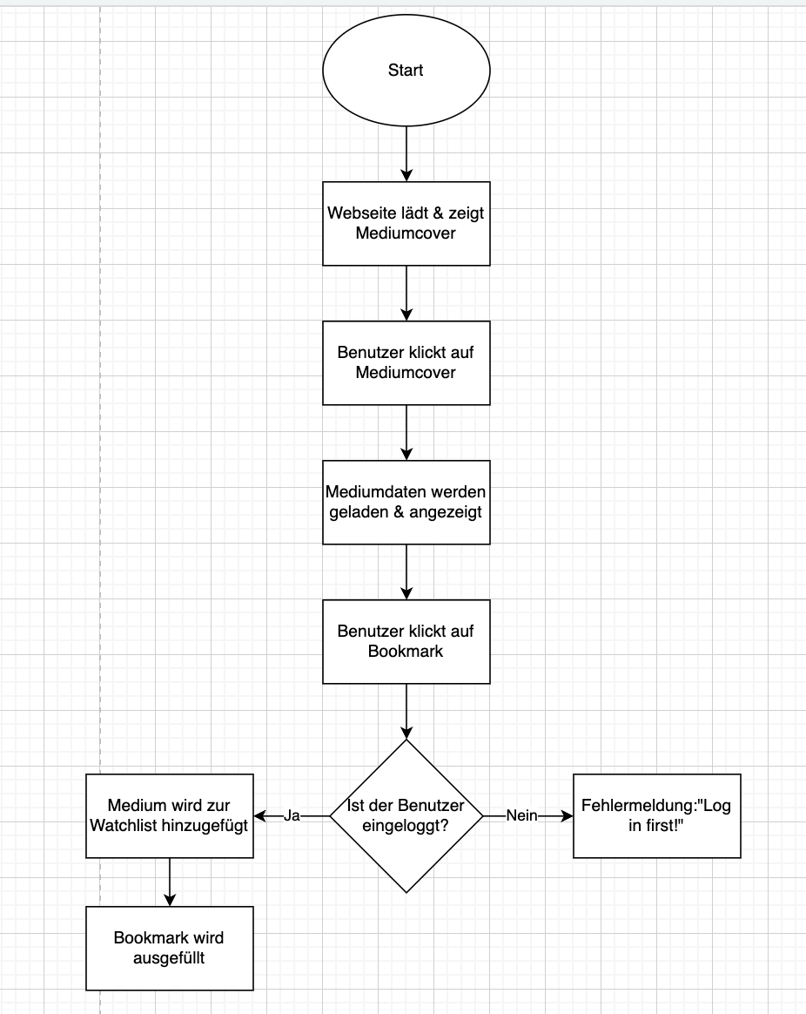 Start
Webseite lädt & zeigt
Mediumcover
Benutzer klickt auf
Mediumcover
Mediumdaten werden
geladen & angezeigt
Benutzer klickt auf
Bookmark
Ist der Benutzer
eingeloggt?
Ja
Nein
Medium wird zur
Watchlist hinzugefügt
Fehlermeldung:"Log
in first!"
Bookmark wird
ausgefüllt